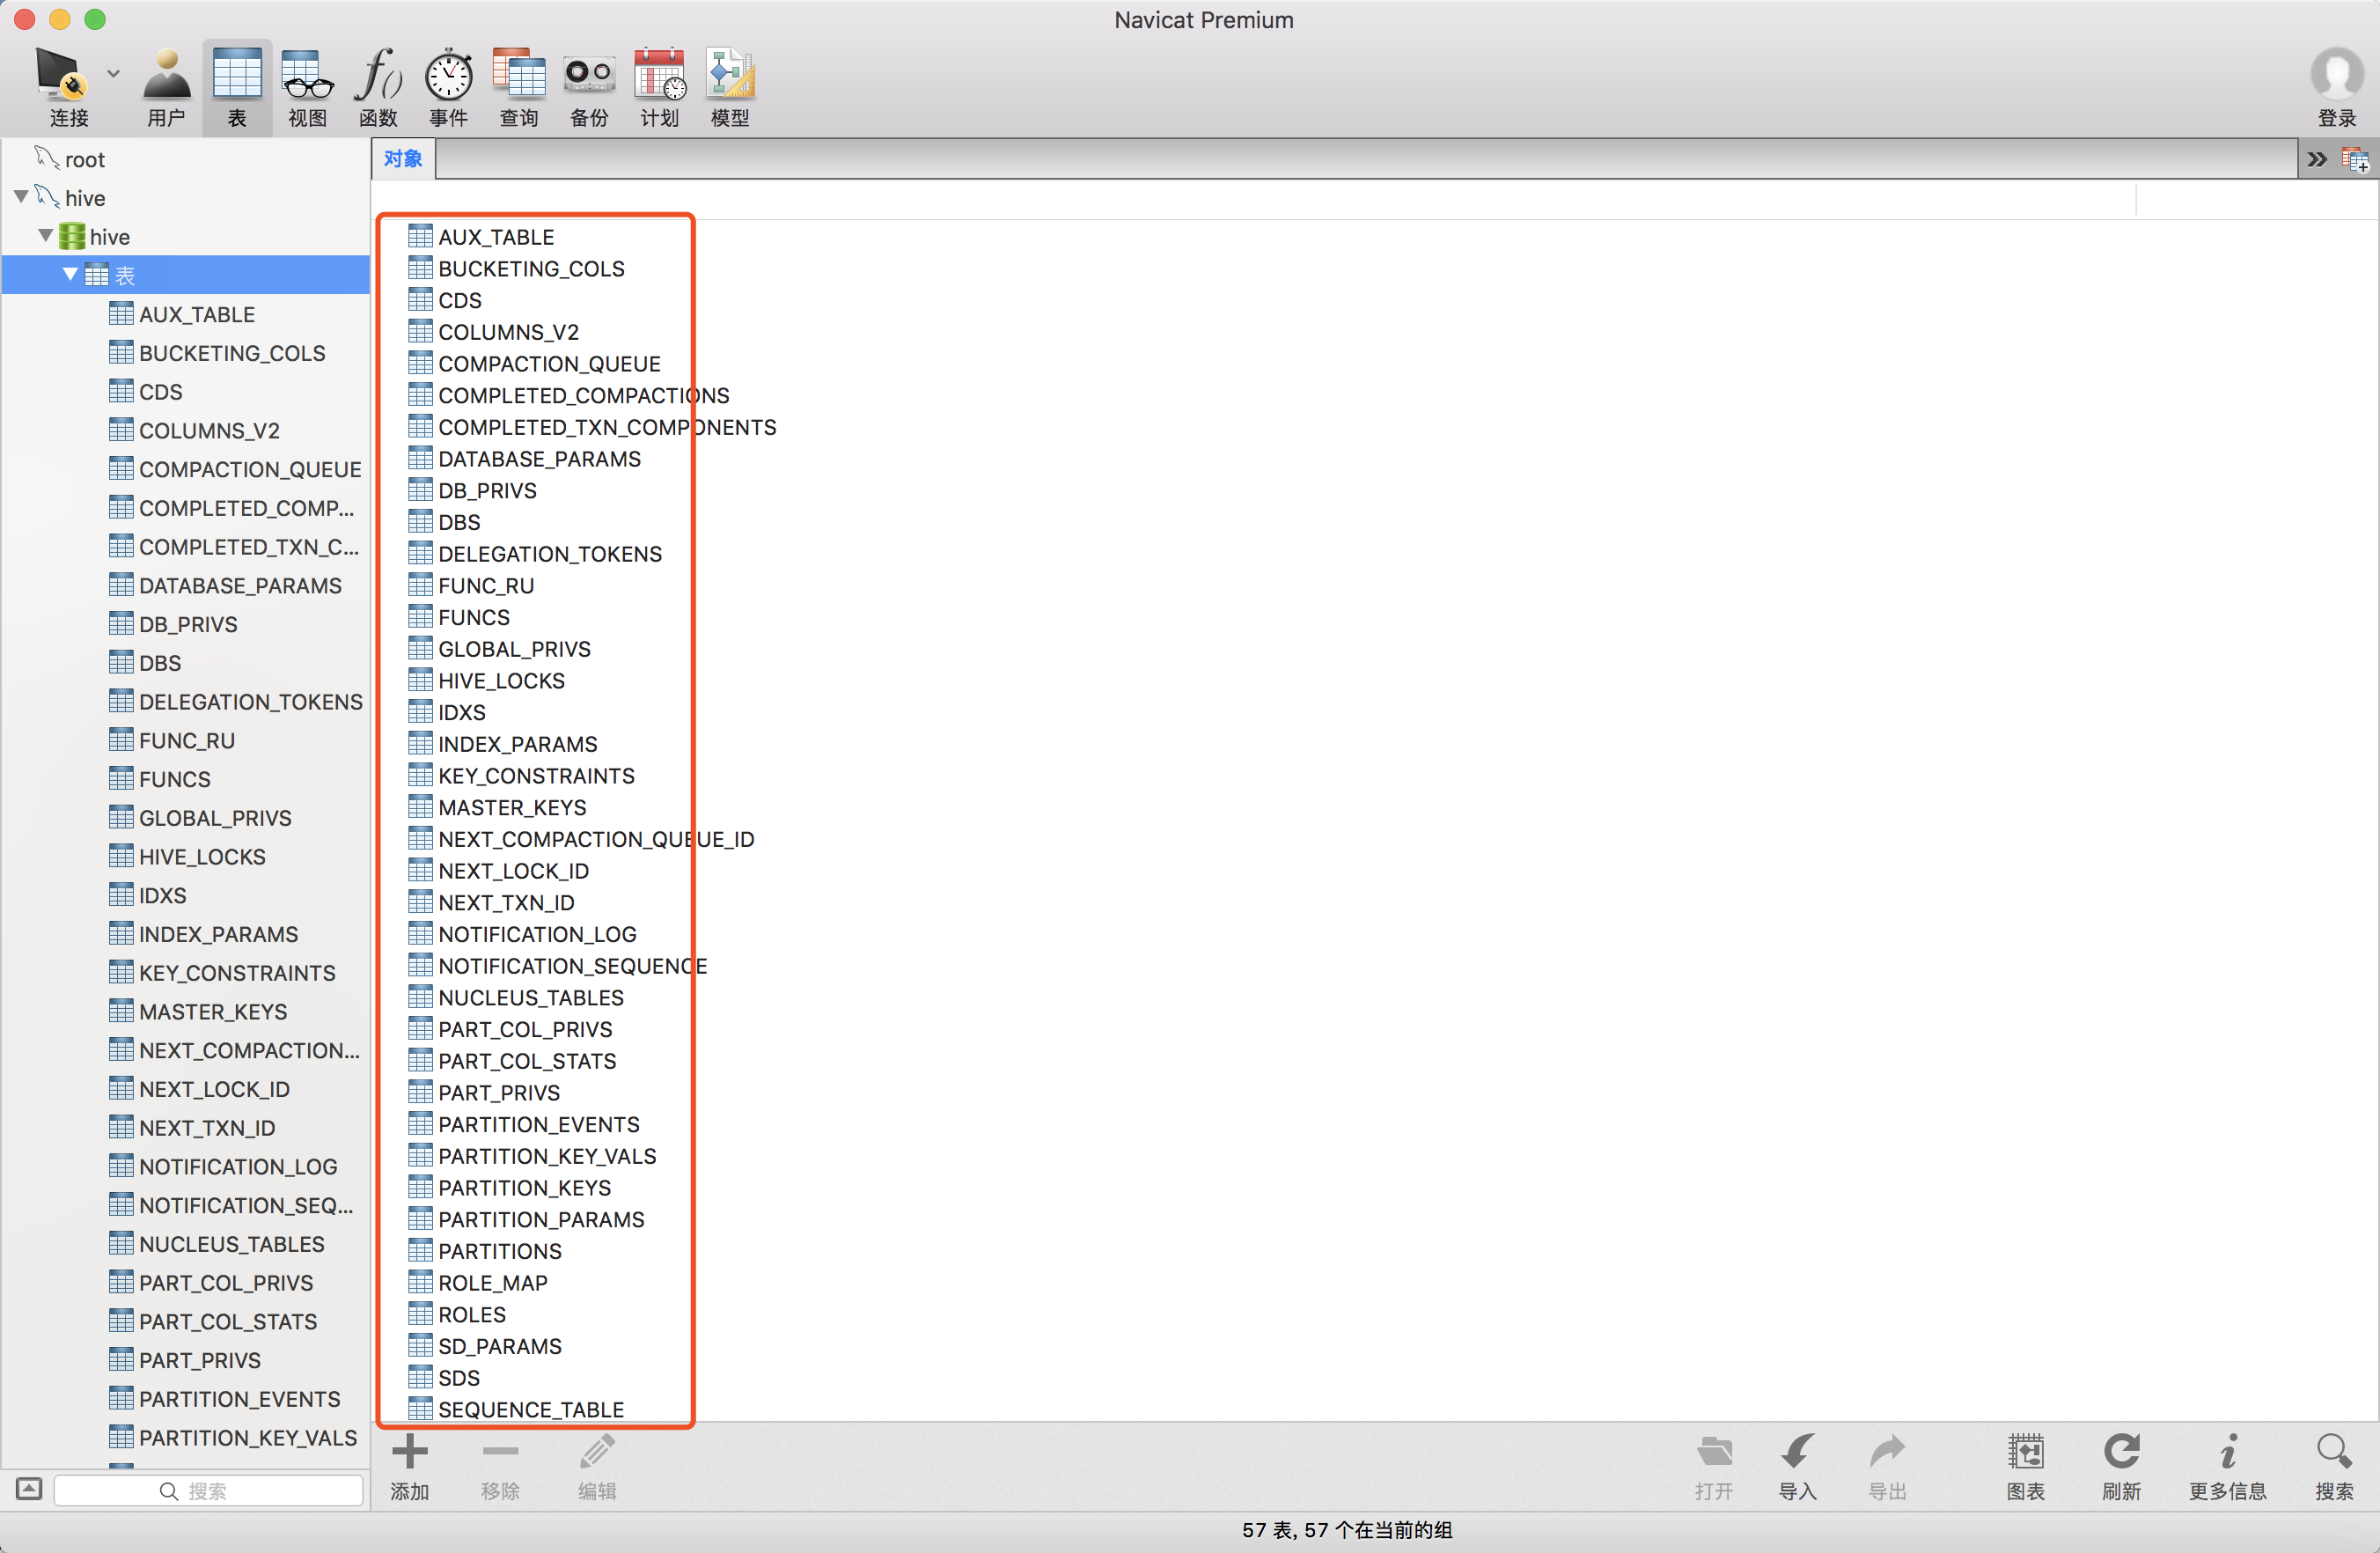 Navicat Premium
连接
用户
表
视图
函数
事件
查询
备份
计划
模型
登录
root
hive
hive
表
AUX_TABLE
BUCKETING_COLS
CDS
COLUMNS_V2
COMPACTION_QUEUE
COMPLETED_COMP...
COMPLETED_TXN_C...
DATABASE_PARAMS
DB_PRIVS
DBS
DELEGATION_TOKENS
FUNC_RU
FUNCS
GLOBAL_PRIVS
HIVE_LOCKS
IDXS
INDEX_PARAMS
KEY_CONSTRAINTS
MASTER_KEYS
NEXT_COMPACTION...
NEXT_LOCK_ID
NEXT_TXN_ID
NOTIFICATION_LOG
NOTIFICATION_SEQ...
NUCLEUS_TABLES
PART_COL_PRIVS
PART_COL_STATS
PART_PRIVS
PARTITION_EVENTS
PARTITION_KEY_VALS
搜索
对象
AUX_TABLE
BUCKETING_COLS
CDS
COLUMNS_V2
COMPACTION_QUEUE
COMPLETED_COMPACTIONS
COMPLETED_TXN_COMPONENTS
DATABASE_PARAMS
DB_PRIVS
DBS
DELEGATION_TOKENS
FUNC_RU
FUNCS
GLOBAL_PRIVS
HIVE_LOCKS
IDXS
INDEX_PARAMS
KEY_CONSTRAINTS
MASTER_KEYS
NEXT_COMPACTION_QUEUE_ID
NEXT_LOCK_ID
NEXT_TXN_ID
NOTIFICATION_LOG
NOTIFICATION_SEQUENCE
NUCLEUS_TABLES
PART_COL_PRIVS
PART_COL_STATS
PART_PRIVS
PARTITION_EVENTS
PARTITION_KEY_VALS
PARTITION_KEYS
PARTITION_PARAMS
PARTITIONS
ROLE_MAP
ROLES
SD_PARAMS
SDS
SEQUENCE_TABLE
添加
移除
编辑
打开
导入
导出
图表
刷新
更多信息
搜索
57 表, 57 个在当前的组